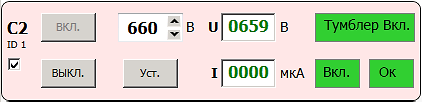 C2 ВКЛ. 660 В U 0659 В Тумблер Вкл.
ID 1
ВЫКЛ. Уст. I 0000 мкА Вкл. Ок